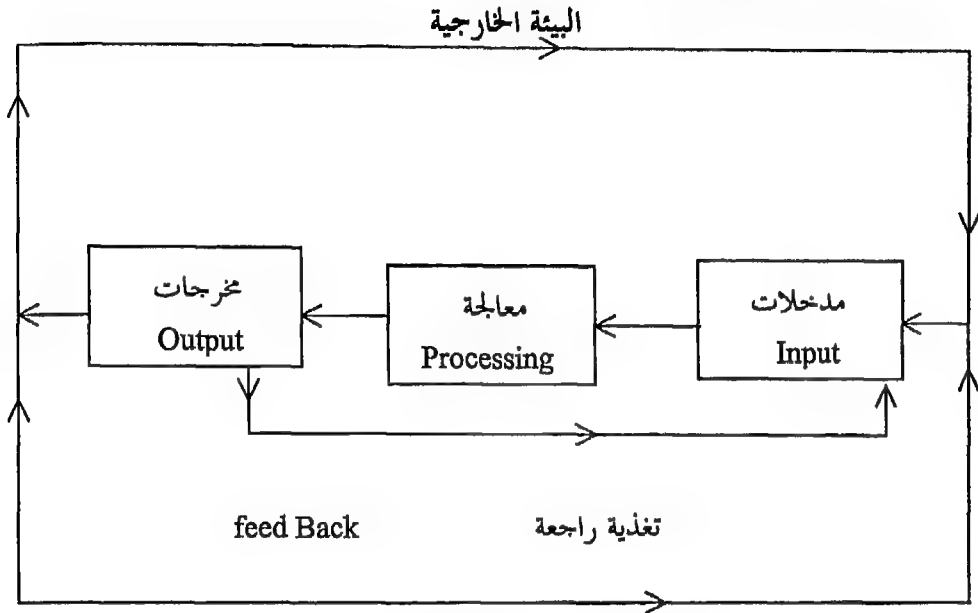 البيئة الخارجية
مدخلات
Input
معالجة
Processing
مخرجات
Output
تغذية راجعة
feed Back